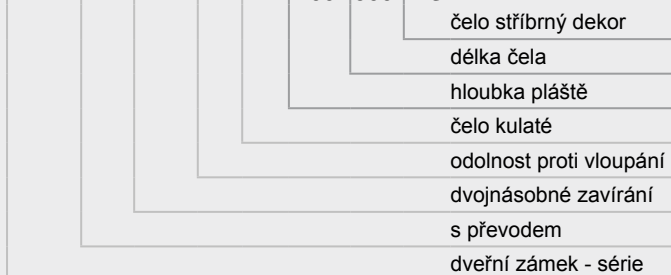 čelo stříbrný dekor
délka čela
hloubka pláště
čelo kulaté
odolnost proti vloupání
dvojnásobné zavírání
s převodem
dveřní zámek - série